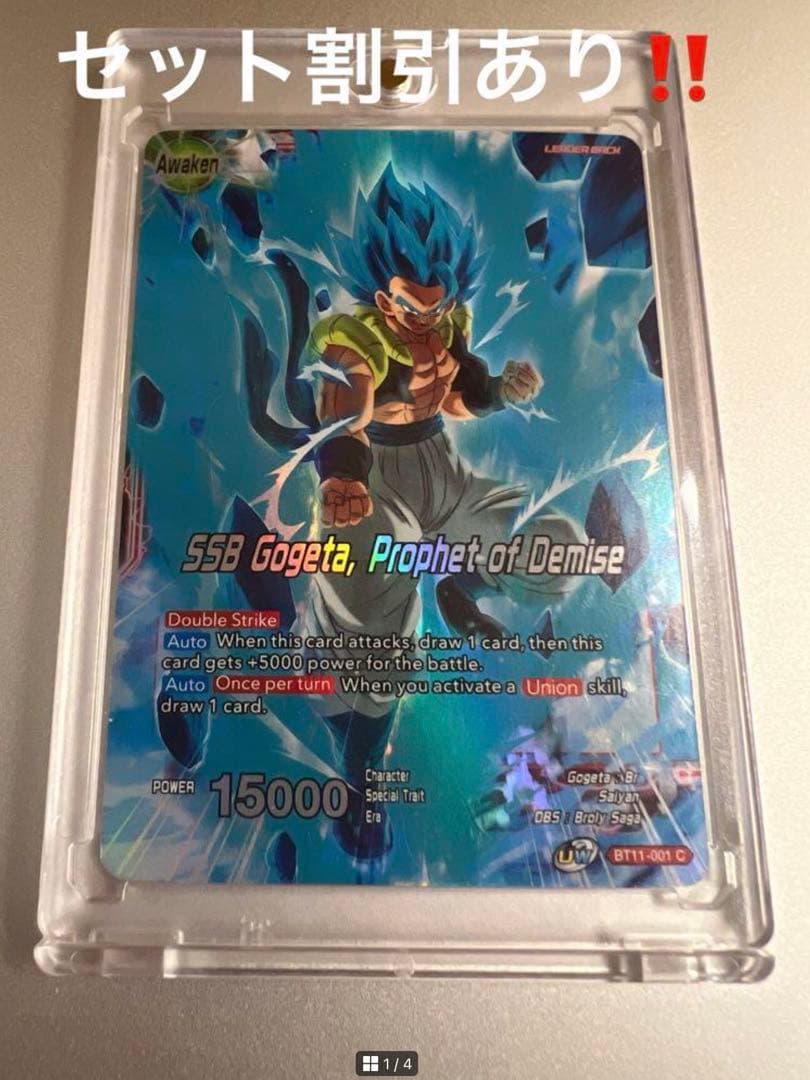 セット割引あり‼️
Awaken
LEADER BACK
SSB Gogeta, Prophet of Demise
Double Strike
Auto When this card attacks, draw 1 card, then this
card gets +5000 power for the battle.
Auto Once per turn When you activate a Union skill,
draw 1 card.
POWER 15000
Character Gogeta : Br
Special Trait Saiyan
Era DBS : Broly Saga
UW BT11-001 C
1/4